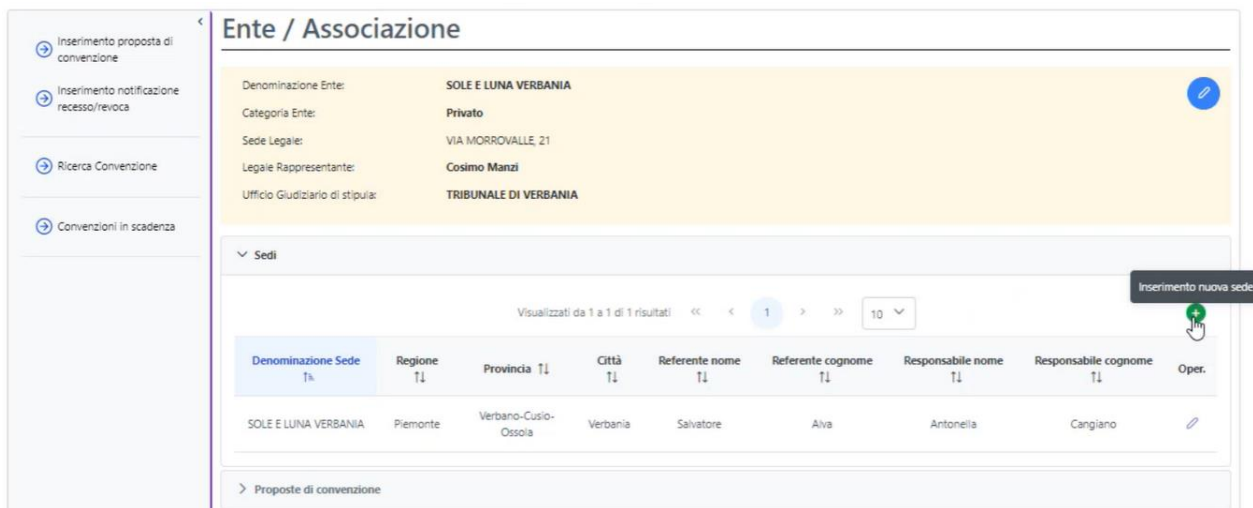 Inserimento proposta di
convenzione
Inserimento notificazione
recesso/revoca
Ricerca Convenzione
Convenzioni in scadenza
Ente / Associazione
Denominazione Ente: SOLE E LUNA VERBANIA
Categoria Ente: Privato
Sede Legale: VIA MORROVALLE, 21
Legale Rappresentante: Cosimo Manzi
Ufficio Giudiziario di stipula: TRIBUNALE DI VERBANIA
Sedi
Inserimento nuova sede
Visualizzati da 1 a 1 di 1 risultati << < 1 > >> 10
Denominazione Sede Regione Provincia Città Referente nome Referente cognome Responsabile nome Responsabile cognome Oper.
SOLE E LUNA VERBANIA Piemonte Verbano-Cusio-
Ossola Verbania Salvatore Alva Antonella Cangiano
Proposte di convenzione